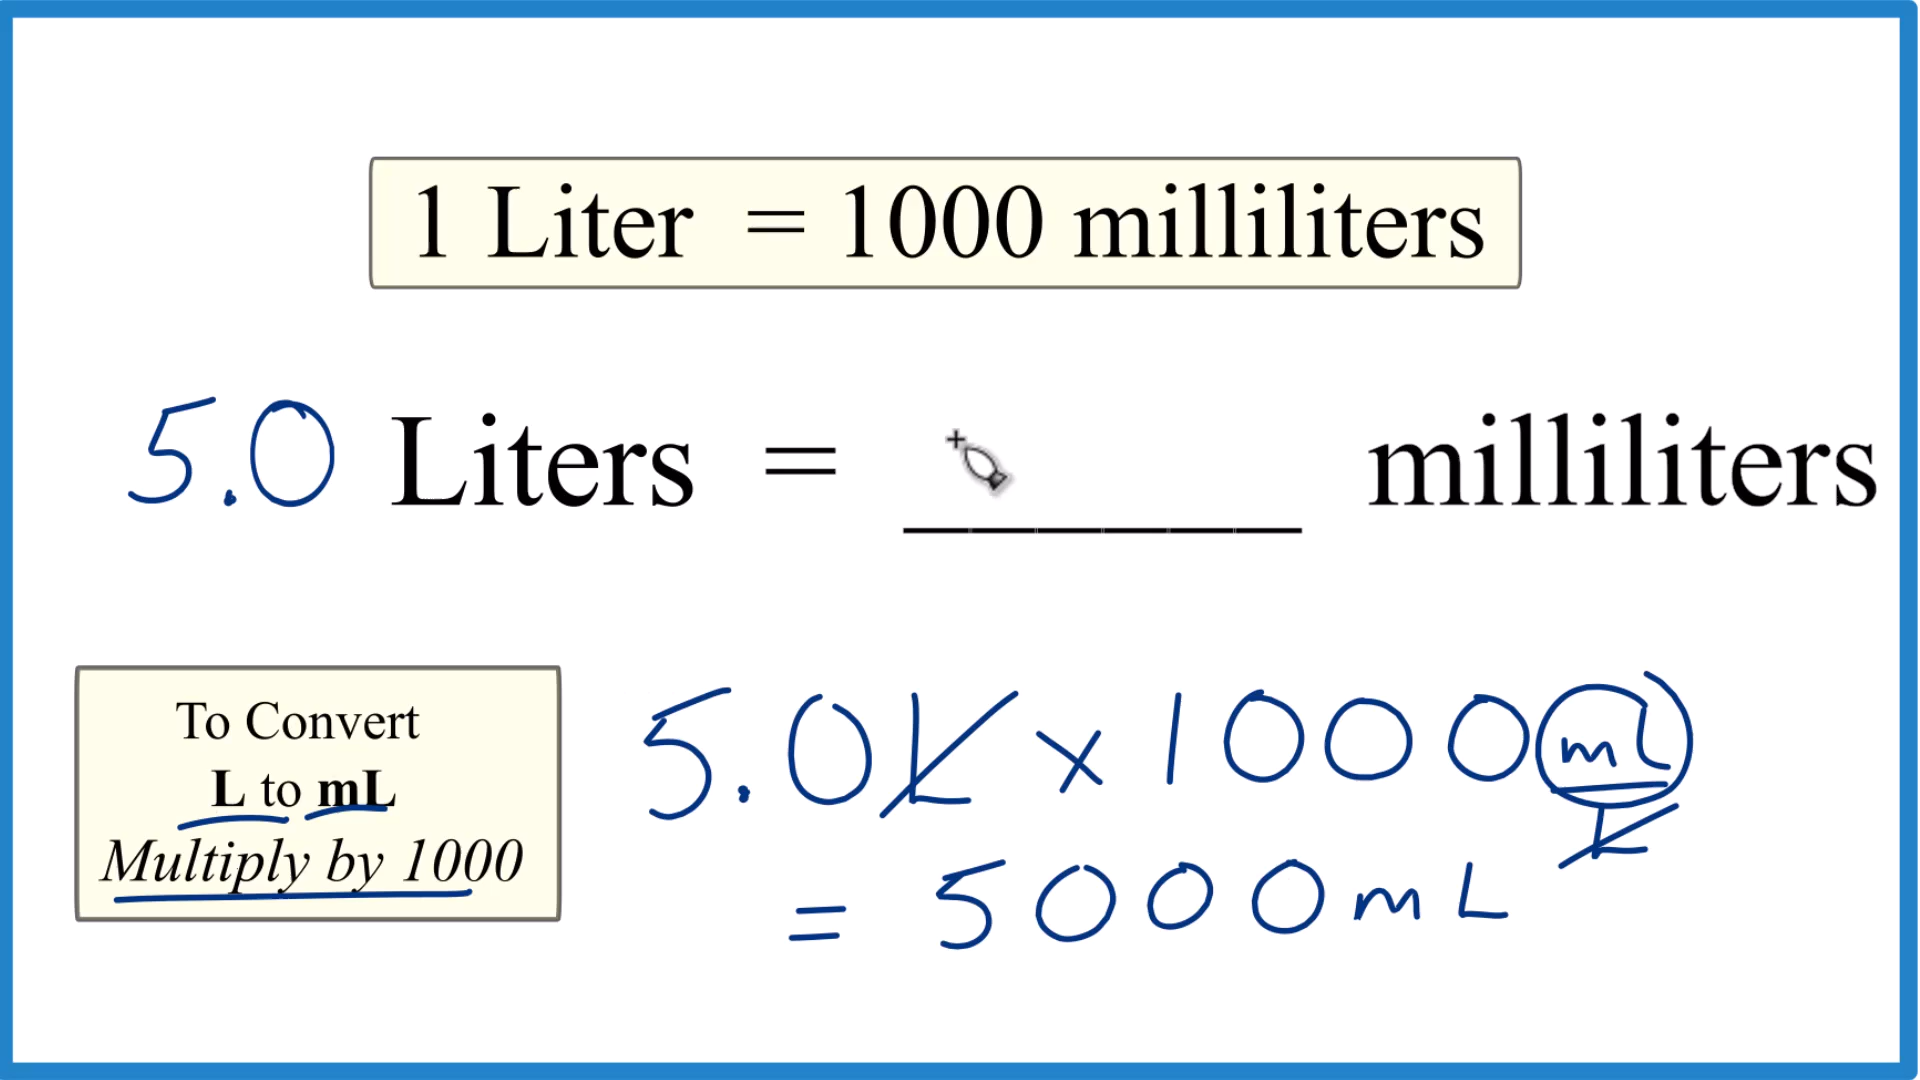 1 Liter = 1000 milliliters
5.0 Liters = ______ milliliters
To Convert
L to mL
Multiply by 1000
5.0L x 1000 mL
L
= 5000 mL